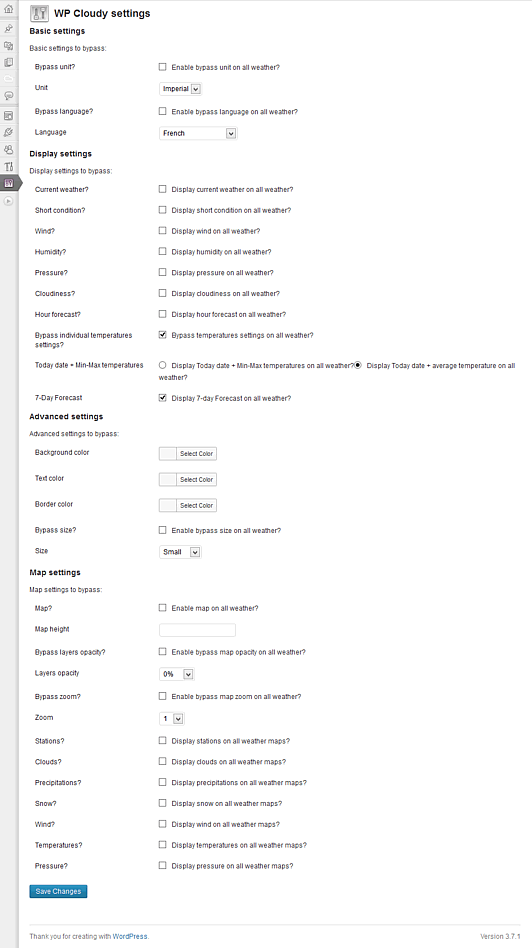 WP Cloudy settings
Basic settings
Basic settings to bypass:
Bypass unit? Enable bypass unit on all weather?
Unit Imperial
Bypass language? Enable bypass language on all weather?
Language French
Display settings
Display settings to bypass:
Current weather? Display current weather on all weather?
Short condition? Display short condition on all weather?
Wind? Display wind on all weather?
Humidity? Display humidity on all weather?
Pressure? Display pressure on all weather?
Cloudiness? Display cloudiness on all weather?
Hour forecast? Display hour forecast on all weather?
Bypass individual temperatures settings? Bypass temperatures settings on all weather?
Today date + Min-Max temperatures Display Today date + Min-Max temperatures on all weather? Display Today date + average temperature on all
weather?
7-Day Forecast Display 7-day Forecast on all weather?
Advanced settings
Advanced settings to bypass:
Background color Select Color
Text color Select Color
Border color Select Color
Bypass size? Enable bypass size on all weather?
Size Small
Map settings
Map settings to bypass:
Map? Enable map on all weather?
Map height
Bypass layers opacity? Enable bypass map opacity on all weather?
Layers opacity 0%
Bypass zoom? Enable bypass map zoom on all weather?
Zoom 1
Stations? Display stations on all weather maps?
Clouds? Display clouds on all weather maps?
Precipitations? Display precipitations on all weather maps?
Snow? Display snow on all weather maps?
Wind? Display wind on all weather maps?
Temperatures? Display temperatures on all weather maps?
Pressure? Display pressure on all weather maps?
Save Changes
Thank you for creating with WordPress. Version 3.7.1